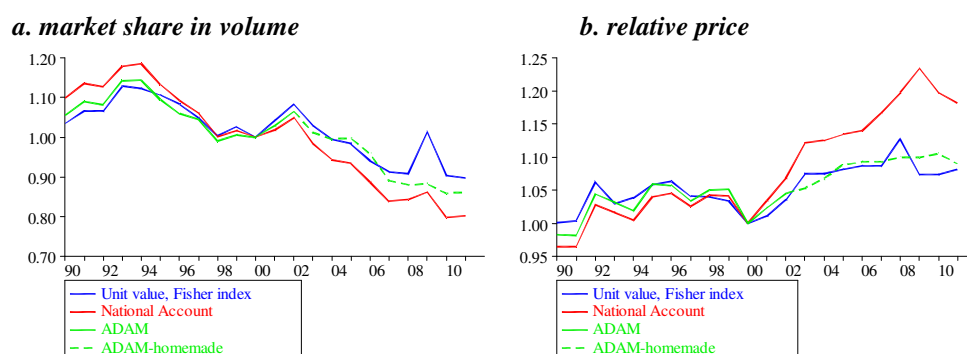 a. market share in volume
1.20
1.10
1.00
0.90
0.80
0.70
90 92 94 96 98 00 02 04 06 08 10
Unit value, Fisher index
National Account
ADAM
ADAM-homemade
b. relative price
1.25
1.20
1.15
1.10
1.05
1.00
0.95
90 92 94 96 98 00 02 04 06 08 10
Unit value, Fisher index
National Account
ADAM
ADAM-homemade